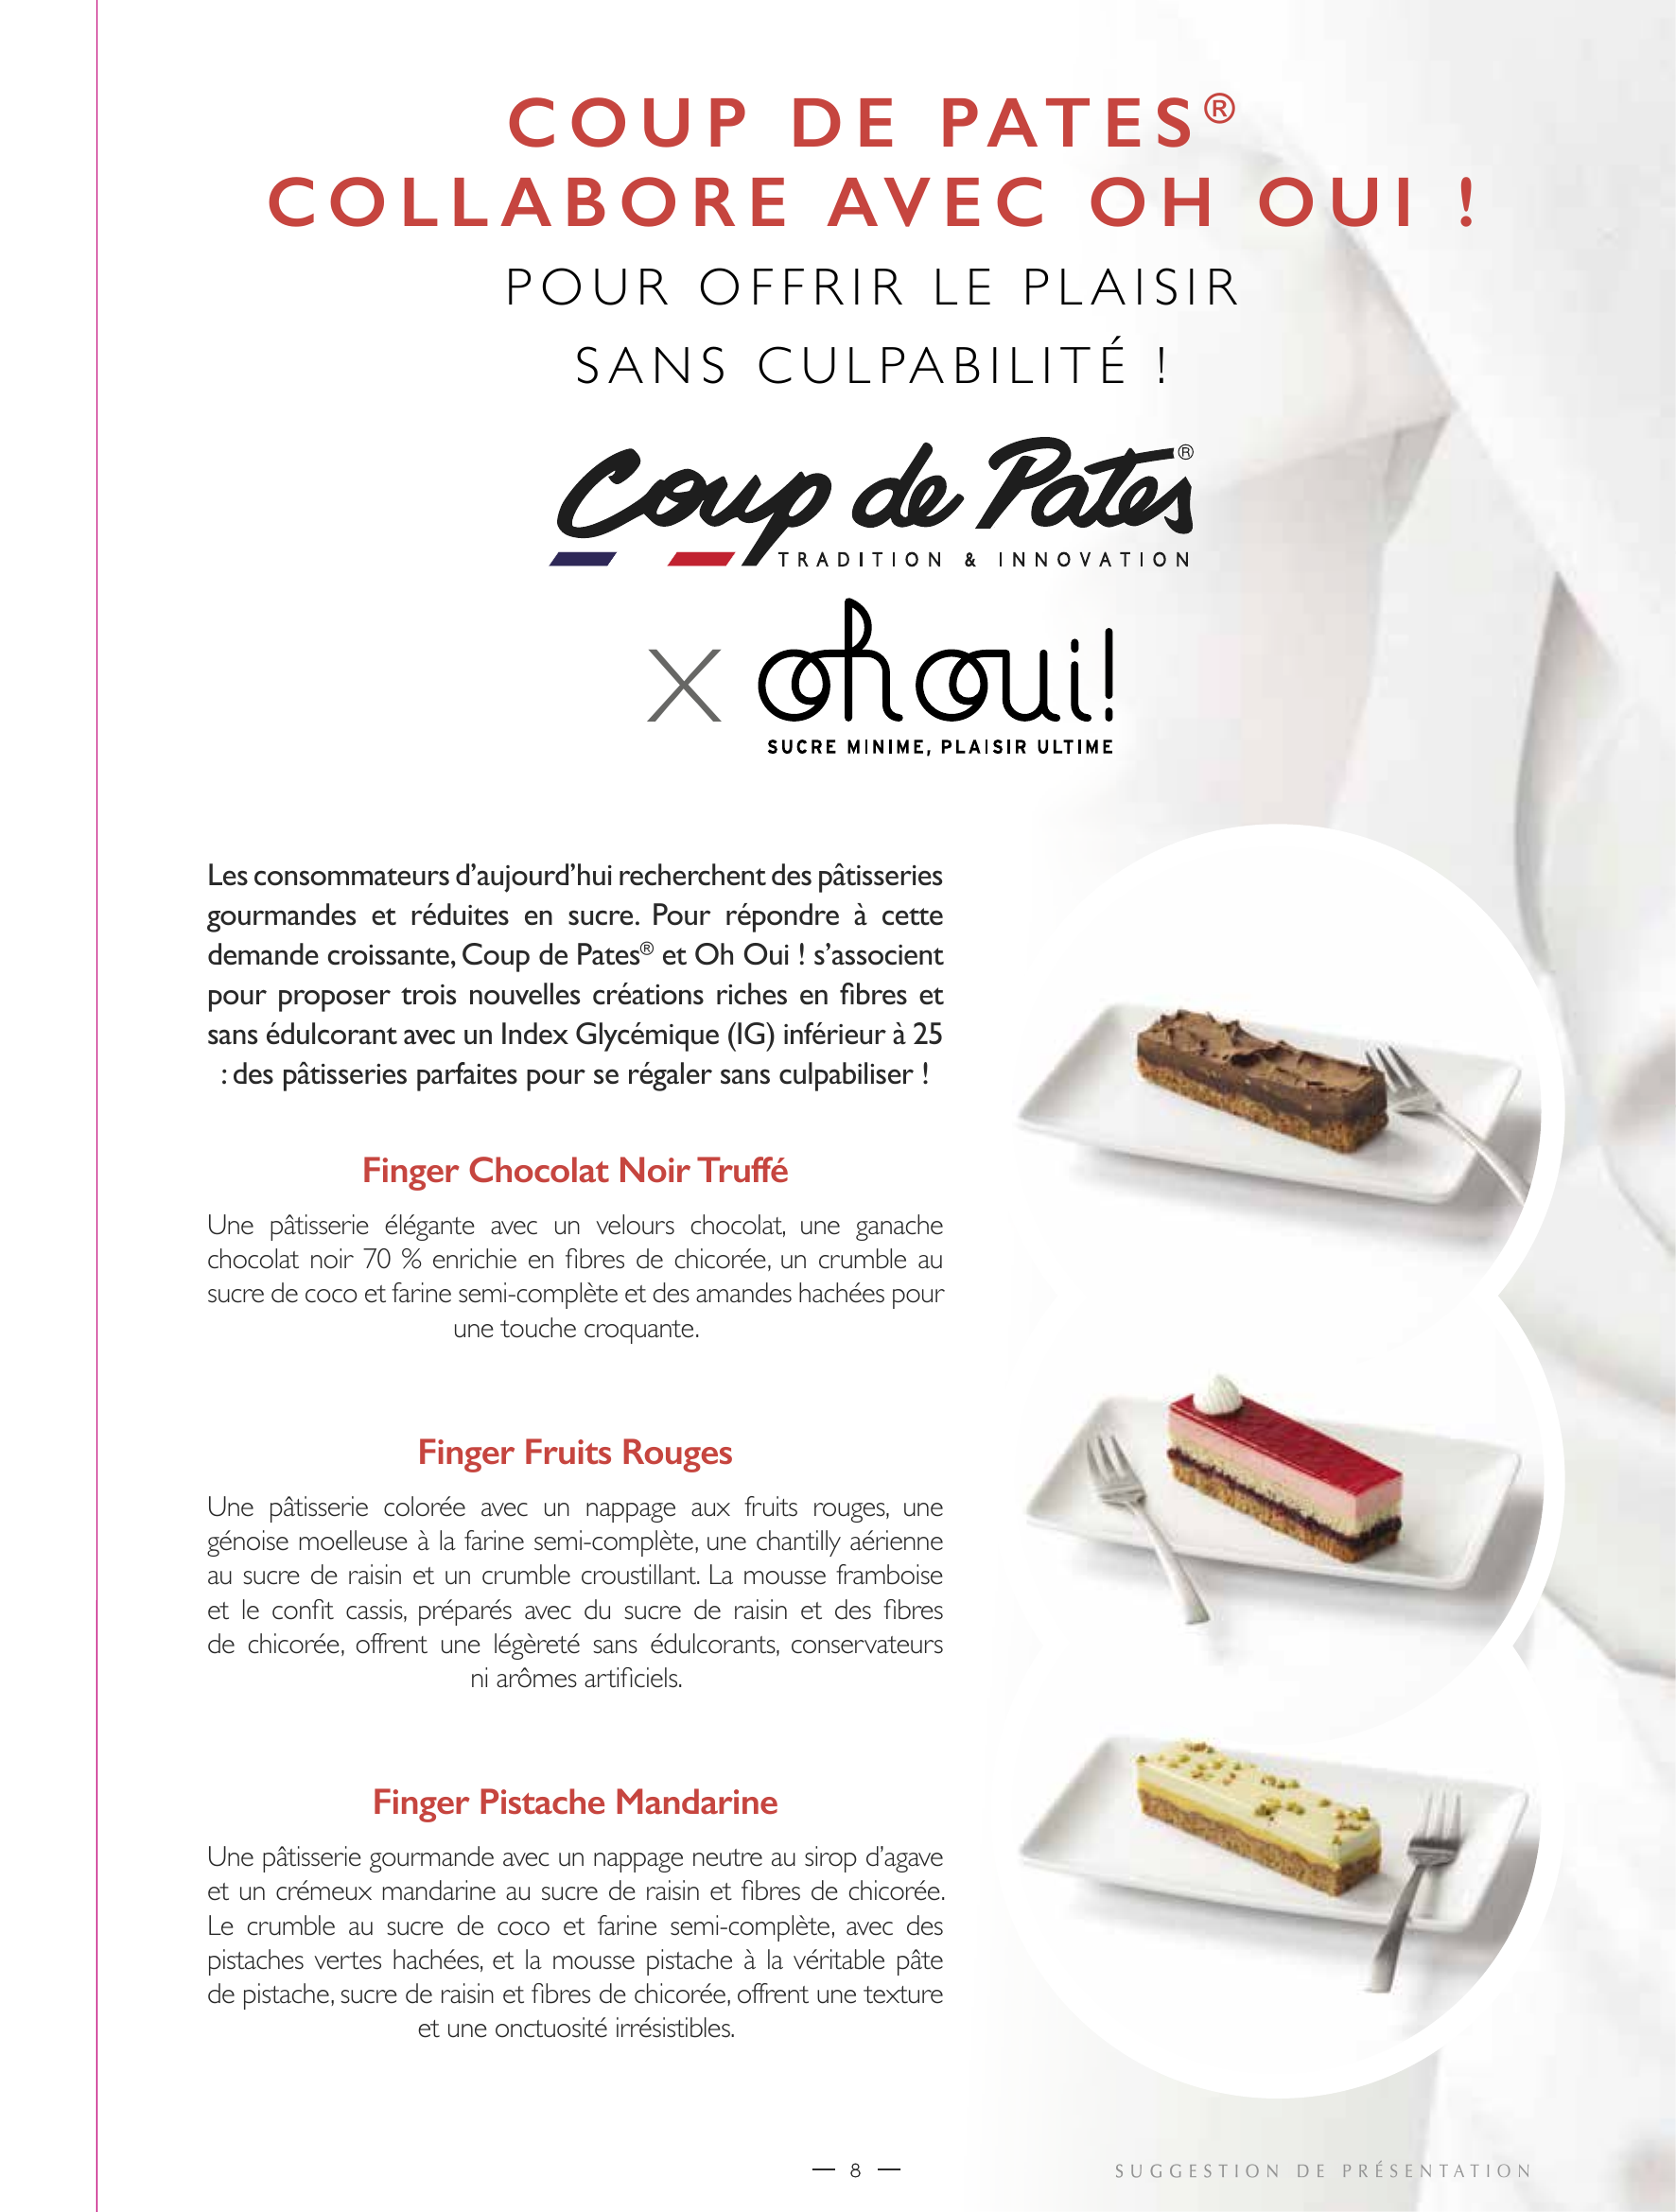 COUP DE PATES®
COLLABORE AVEC OH OUI !
POUR OFFRIR LE PLAISIR
SANS CULPABILITÉ !
Coup de Pates®
TRADITION & INNOVATION
X oh oui!
SUCRE MINIME, PLAISIR ULTIME
Les consommateurs d’aujourd’hui recherchent des pâtisseries
gourmandes et réduites en sucre. Pour répondre à cette
demande croissante, Coup de Pates® et Oh Oui ! s’associent
pour proposer trois nouvelles créations riches en fibres et
sans édulcorant avec un Index Glycémique (IG) inférieur à 25
: des pâtisseries parfaites pour se régaler sans culpabiliser !
Finger Chocolat Noir Truffé
Une pâtisserie élégante avec un velours chocolat, une ganache
chocolat noir 70 % enrichie en fibres de chicorée, un crumble au
sucre de coco et farine semi-complète et des amandes hachées pour
une touche croquante.
Finger Fruits Rouges
Une pâtisserie colorée avec un nappage aux fruits rouges, une
génoise moelleuse à la farine semi-complète, une chantilly aérienne
au sucre de raisin et un crumble croustillant. La mousse framboise
et le confit cassis, préparés avec du sucre de raisin et des fibres
de chicorée, offrent une légèreté sans édulcorants, conservateurs
ni arômes artificiels.
Finger Pistache Mandarine
Une pâtisserie gourmande avec un nappage neutre au sirop d’agave
et un crémeux mandarine au sucre de raisin et fibres de chicorée.
Le crumble au sucre de coco et farine semi-complète, avec des
pistaches vertes hachées, et la mousse pistache à la véritable pâte
de pistache, sucre de raisin et fibres de chicorée, offrent une texture
et une onctuosité irrésistibles.
— 8 —
SUGGESTION DE PRÉSENTATION